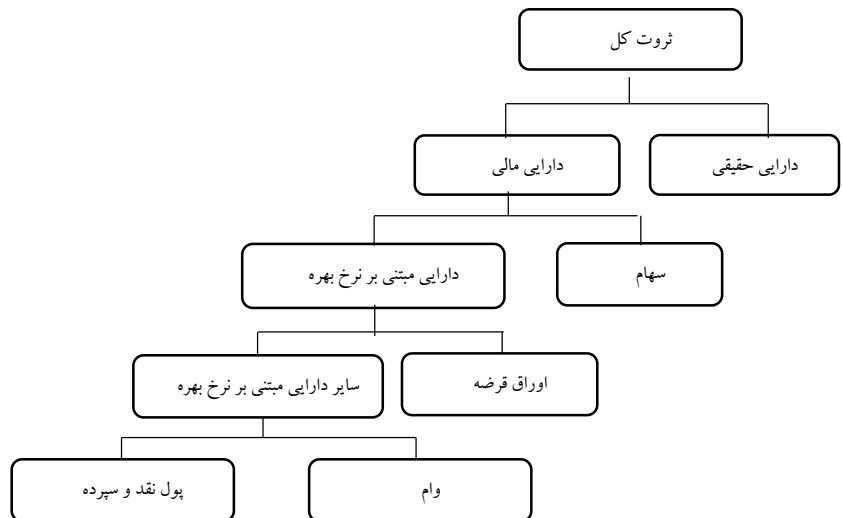 ثروت کل
دارایی حقیقی
دارایی مالی
سهام
دارایی مبتنی بر نرخ بهره
اوراق قرضه
سایر دارایی مبتنی بر نرخ بهره
وام
پول نقد و سپرده